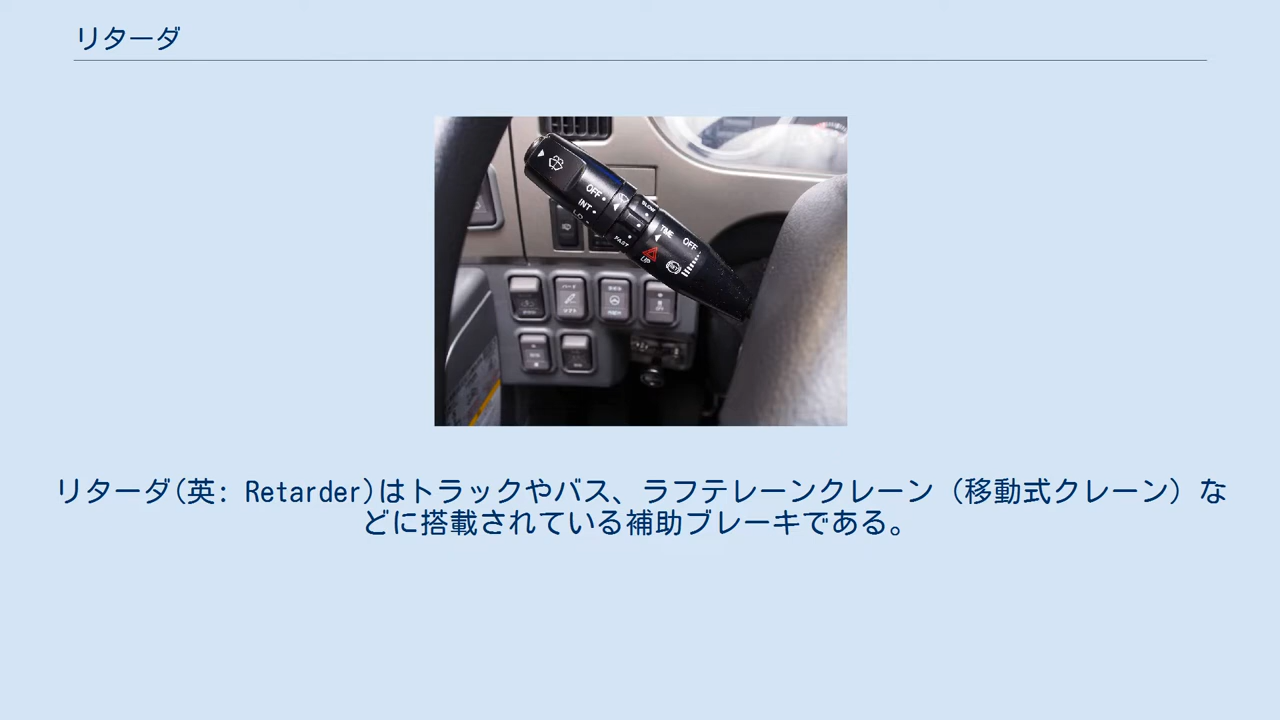 リターダ
OFF
INT
SLOW
FAST
TIME
OFF
リターダ(英: Retarder)はトラックやバス、ラフテレーンクレーン（移動式クレーン）な
どに搭載されている補助ブレーキである。